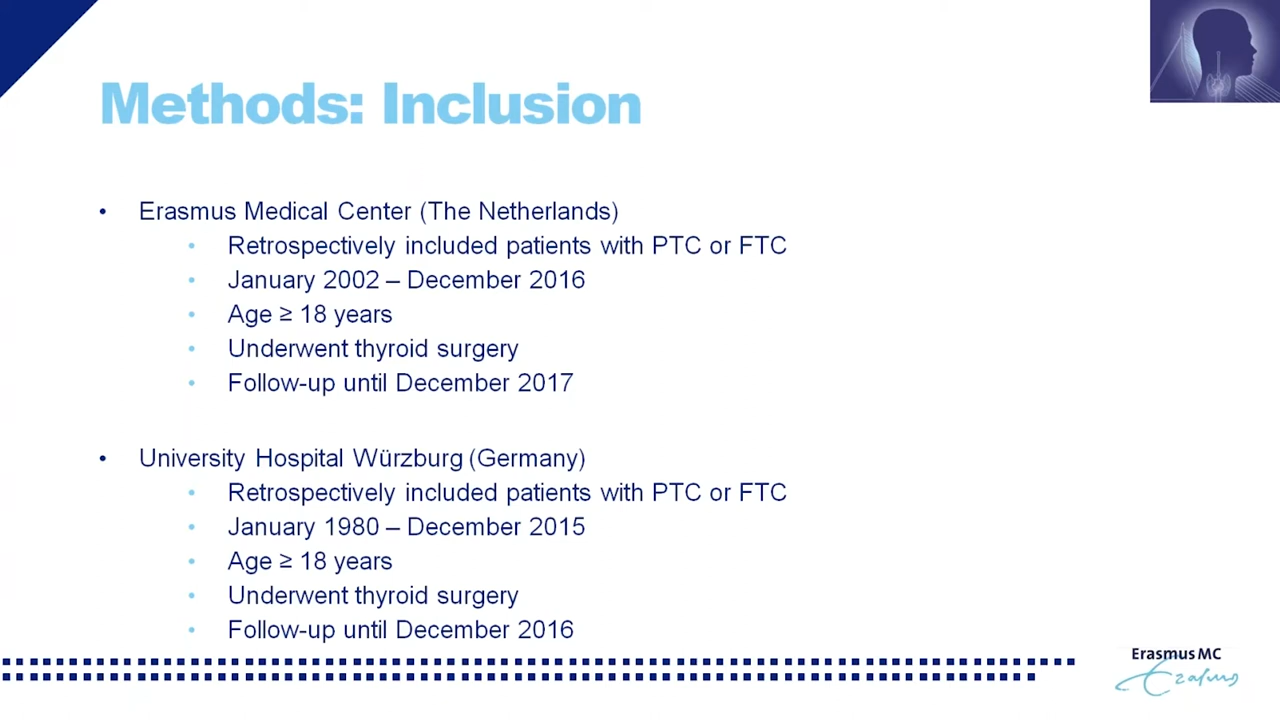 Methods: Inclusion
• Erasmus Medical Center (The Netherlands)
• Retrospectively included patients with PTC or FTC
• January 2002 – December 2016
• Age ≥ 18 years
• Underwent thyroid surgery
• Follow-up until December 2017
• University Hospital Würzburg (Germany)
• Retrospectively included patients with PTC or FTC
• January 1980 – December 2015
• Age ≥ 18 years
• Underwent thyroid surgery
• Follow-up until December 2016
Erasmus MC
Erasmus